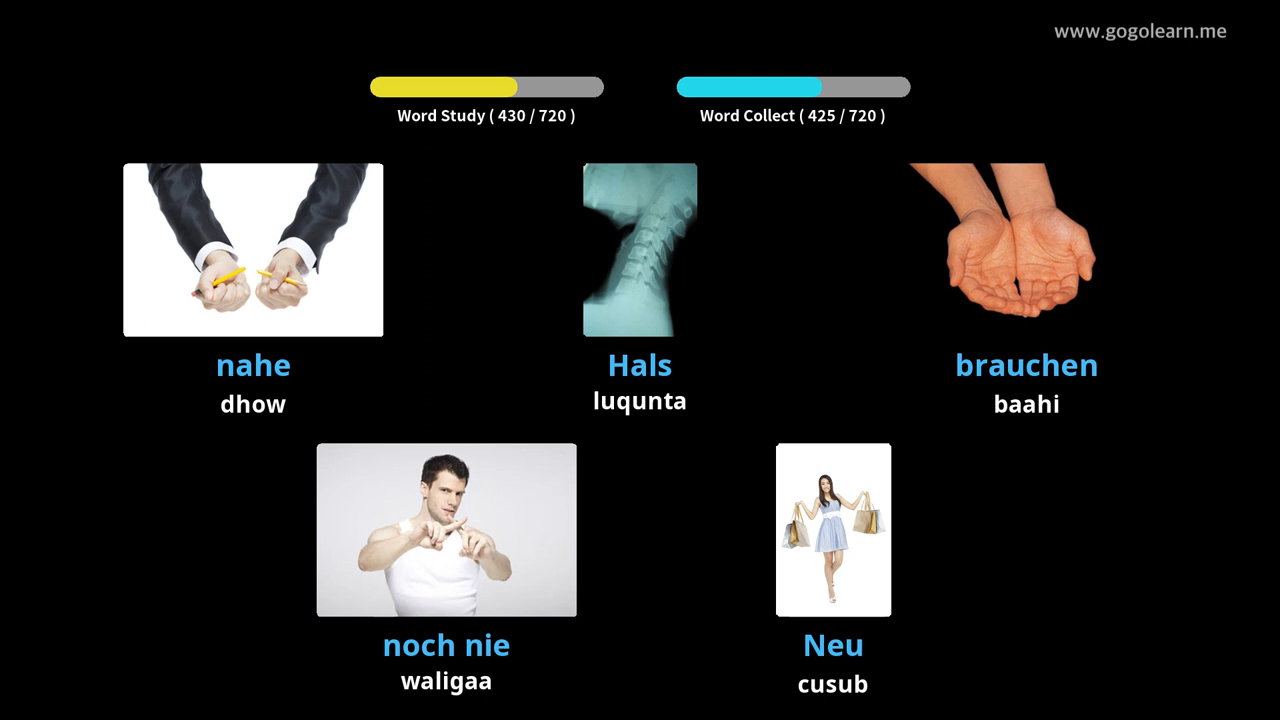 www.gogolearn.me
Word Study ( 430 / 720 )
Word Collect ( 425 / 720 )
nahe
dhow
Hals
luqunta
brauchen
baahi
noch nie
waligaa
Neu
cusub